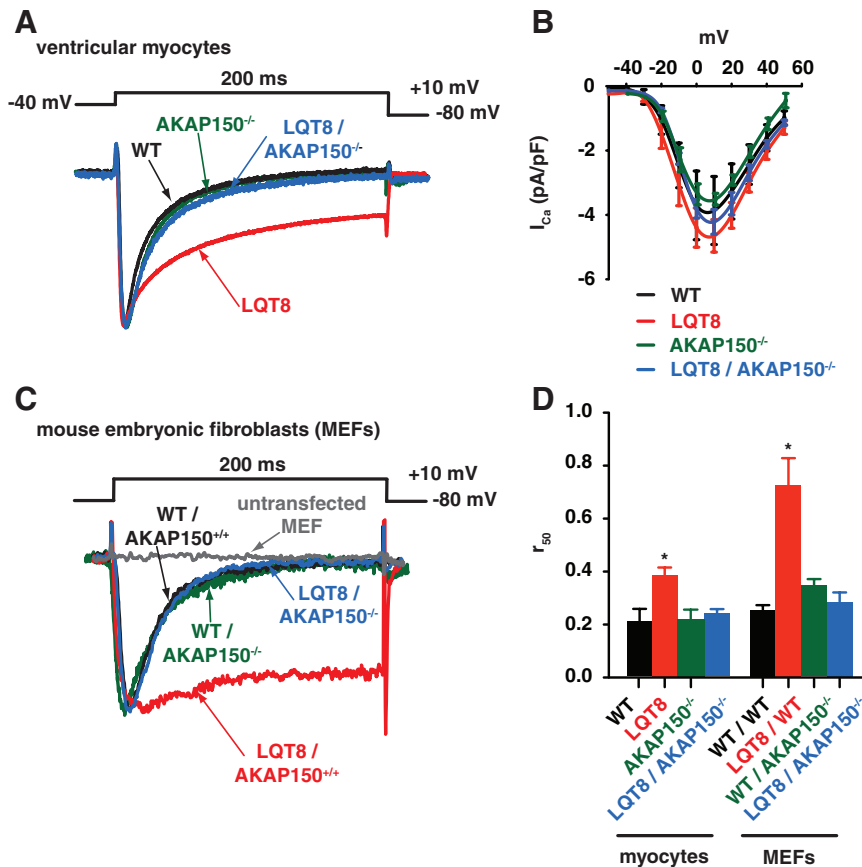 A
ventricular myocytes
200 ms
-40 mV
+10 mV
-80 mV
AKAP150-/-
LQT8 /
AKAP150-/-
WT
LQT8
B
mV
-40 -20 0 20 40 60
0
-2
-4
-6
ICa (pA/pF)
WT
LQT8
AKAP150-/-
LQT8 / AKAP150-/-
C
mouse embryonic fibroblasts (MEFs)
200 ms
+10 mV
-80 mV
untransfected
MEF
WT /
AKAP150+/+
LQT8 /
AKAP150-/-
WT /
AKAP150-/-
LQT8 /
AKAP150+/+
D
1.0
0.8
0.6
0.4
0.2
0.0
r50
*
*
WT
LQT8
AKAP150-/-
LQT8 / AKAP150-/-
WT / WT
LQT8 / WT
WT / AKAP150-/-
LQT8 / AKAP150-/-
myocytes
MEFs